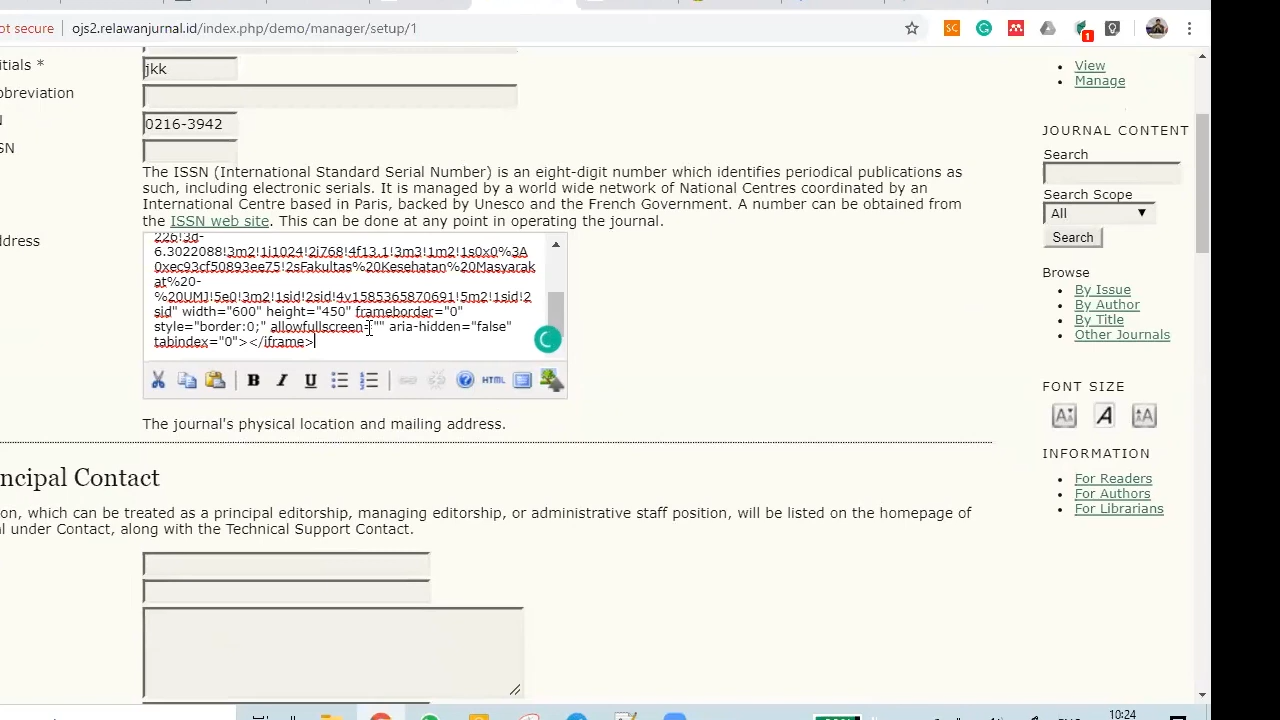 ot secure
ojs2.relawanjurnal.id/index.php/demo/manager/setup/1
SC
1
itials *
jkk
View
Manage
bbreviation
N
0216-3942
SN
The ISSN (International Standard Serial Number) is an eight-digit number which identifies periodical publications as
such, including electronic serials. It is managed by a world wide network of National Centres coordinated by an
International Centre based in Paris, backed by Unesco and the French Government. A number can be obtained from
the ISSN web site. This can be done at any point in operating the journal.
JOURNAL CONTENT
Search
Search Scope
All
Search
ddress
226!3d-
6.3022088!3m2!1i1024!2i768!4f13.1!3m3!1m2!1s0x0%3A
0xec93cf50893ee75!2sFakultas%20Kesehatan%20Masyarak
at%20-
%20UMJ!5e0!3m2!1sid!2sid!4v1585365870691!5m2!1sid!2
sid" width="600" height="450" frameborder="0"
style="border:0;" allowfullscreen="" aria-hidden="false"
tabindex="0"></iframe>
B I U
HTML
The journal's physical location and mailing address.
Browse
By Issue
By Author
By Title
Other Journals
FONT SIZE
A A A
INFORMATION
For Readers
For Authors
For Librarians
ncipal Contact
on, which can be treated as a principal editorship, managing editorship, or administrative staff position, will be listed on the homepage of
al under Contact, along with the Technical Support Contact.
10:24